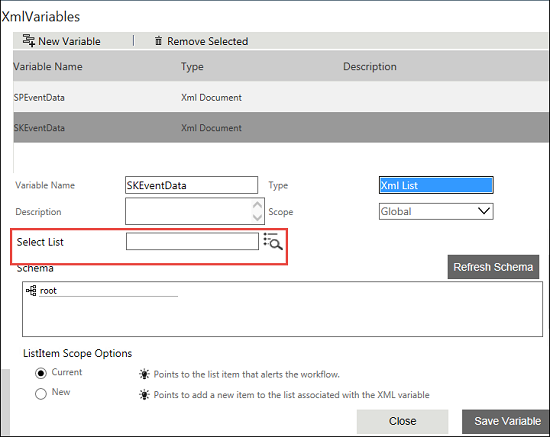 XmlVariables
New Variable | Remove Selected
Variable Name Type Description
SPEventData Xml Document
SKEventData Xml Document
Variable Name SKEventData Type Xml List
Description Scope Global
Select List
Schema Refresh Schema
root
ListItem Scope Options
Current Points to the list item that alerts the workflow.
New Points to add a new item to the list associated with the XML variable
Close Save Variable